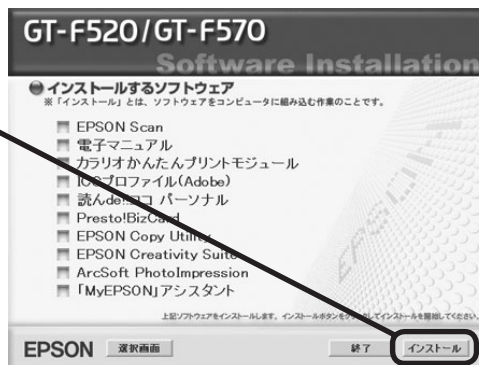 GT-F520/GT-F570
Software Installation
インストールするソフトウェア
※「インストール」とは、ソフトウェアをコンピュータに組み込む作業のことです。
EPSON Scan
電子マニュアル
カラリオかんたんプリントモジュール
ICCプロファイル(Adobe)
読んde!!ココ パーソナル
Presto!BizCard
EPSON Copy Utility
EPSON Creativity Suite
ArcSoft PhotoImpression
「MyEPSON」アシスタント
上記ソフトウェアをインストールします。インストールボタンをクリックしてインストールを開始してください。
EPSON 選択画面 終了 インストール
EPSON